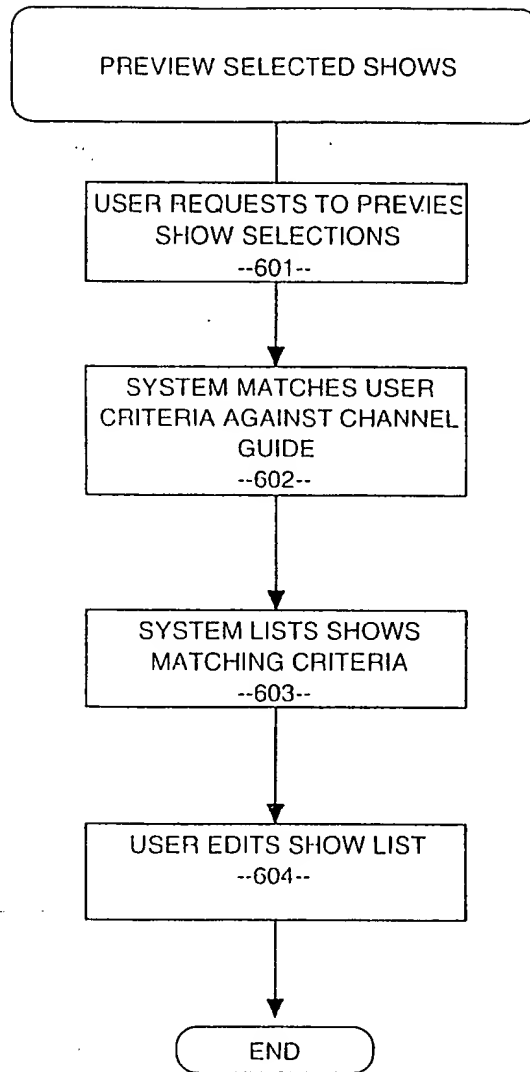 PREVIEW SELECTED SHOWS
USER REQUESTS TO PREVIES
SHOW SELECTIONS
--601--
SYSTEM MATCHES USER
CRITERIA AGAINST CHANNEL
GUIDE
--602--
SYSTEM LISTS SHOWS
MATCHING CRITERIA
--603--
USER EDITS SHOW LIST
--604--
END